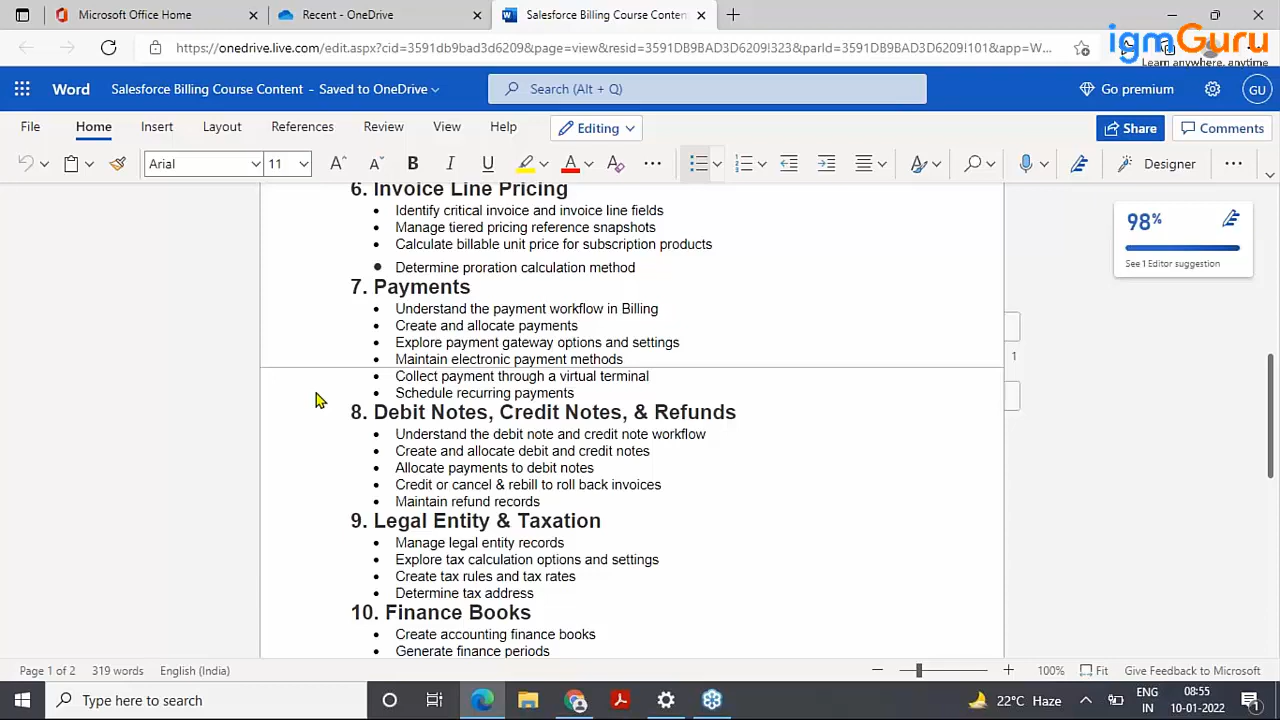 Microsoft Office Home
Recent - OneDrive
Salesforce Billing Course Conten
igmGuru
Learn anywhere, anytime
https://onedrive.live.com/edit.aspx?cid=3591db9bad3d6209&page=view&resid=3591DB9BAD3D6209!323&parId=3591DB9BAD3D6209!101&app=W...
Word Salesforce Billing Course Content - Saved to OneDrive
Search (Alt + Q)
Go premium
GU
File Home Insert Layout References Review View Help Editing Share Comments
Arial 11 A A B I U A A Designer
6. Invoice Line Pricing
• Identify critical invoice and invoice line fields
• Manage tiered pricing reference snapshots
• Calculate billable unit price for subscription products
• Determine proration calculation method
98%
See 1 Editor suggestion
7. Payments
• Understand the payment workflow in Billing
• Create and allocate payments
• Explore payment gateway options and settings
• Maintain electronic payment methods
1
• Collect payment through a virtual terminal
• Schedule recurring payments
8. Debit Notes, Credit Notes, & Refunds
• Understand the debit note and credit note workflow
• Create and allocate debit and credit notes
• Allocate payments to debit notes
• Credit or cancel & rebill to roll back invoices
• Maintain refund records
9. Legal Entity & Taxation
• Manage legal entity records
• Explore tax calculation options and settings
• Create tax rules and tax rates
• Determine tax address
10. Finance Books
• Create accounting finance books
• Generate finance periods
Page 1 of 2 319 words English (India) 100% Fit Give Feedback to Microsoft
Type here to search
22°C Haze
ENG
IN
08:55
10-01-2022
1